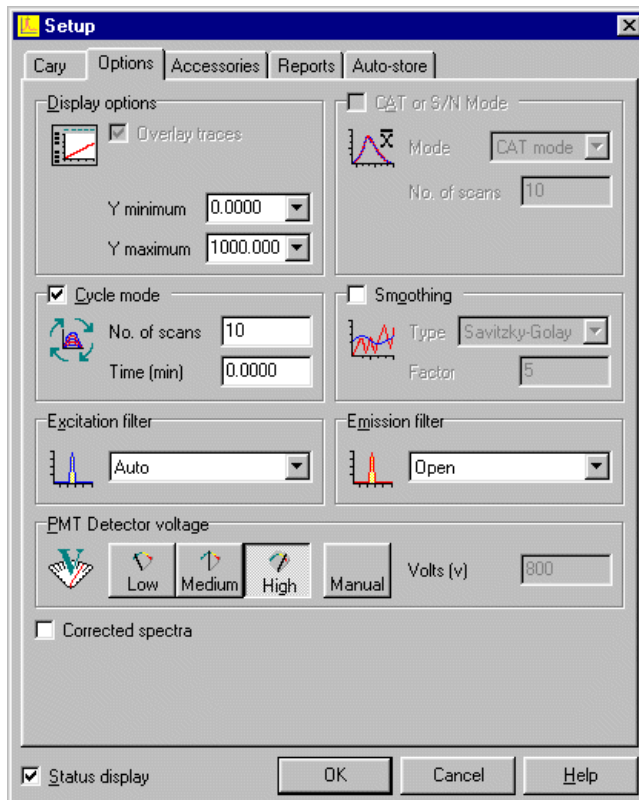 Setup
Cary Options Accessories Reports Auto-store
Display options
Overlay traces
Y minimum 0.0000
Y maximum 1000.000
CAT or S/N Mode
Mode CAT mode
No. of scans 10
Cycle mode
No. of scans 10
Time (min) 0.0000
Smoothing
Type Savitzky-Golay
Factor 5
Excitation filter
Auto
Emission filter
Open
PMT Detector voltage
Low Medium High Manual Volts (v) 800
Corrected spectra
Status display OK Cancel Help